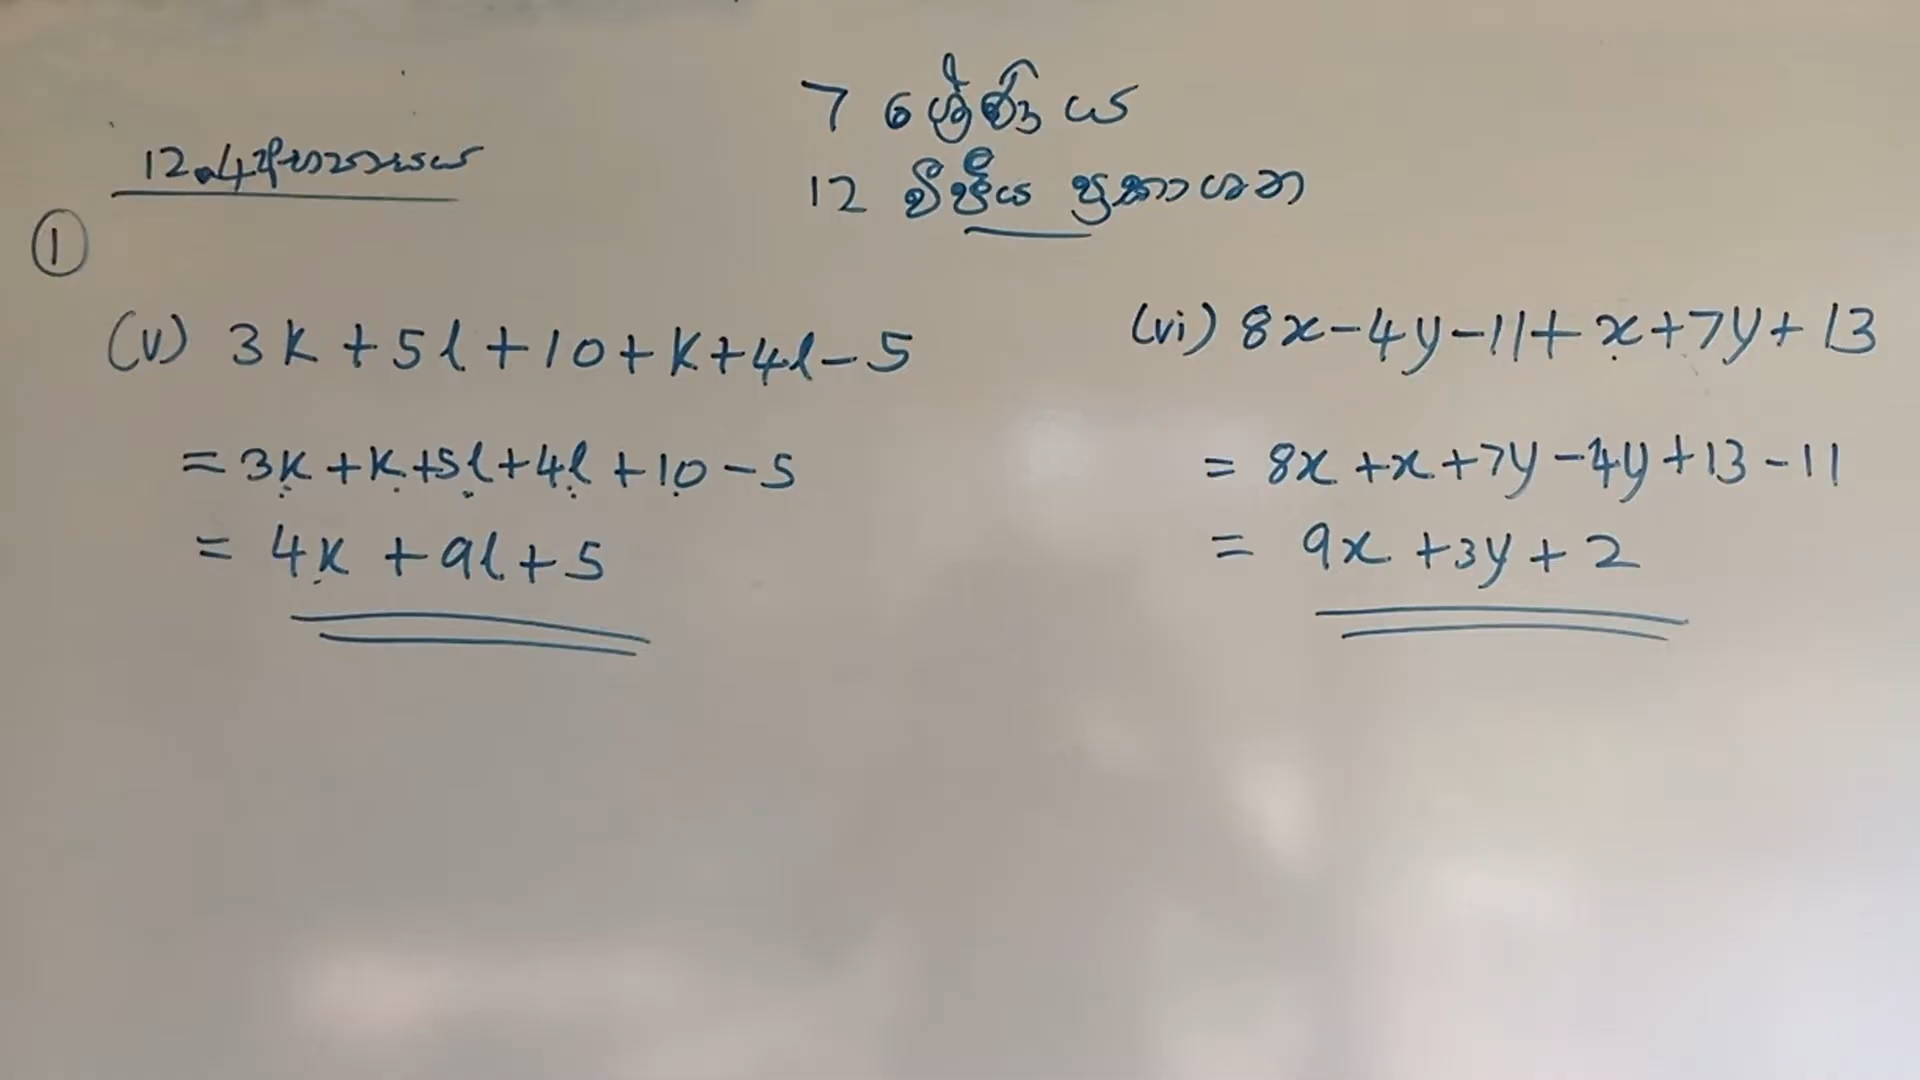 7 ශ්‍රේණිය
12 වීජීය ප්‍රකාශන
12.4 අභ්‍යාසය
①
(v) 3k + 5l + 10 + k + 4l - 5
= 3k + k + 5l + 4l + 10 - 5
= 4k + 9l + 5
(vi) 8x - 4y - 11 + x + 7y + 13
= 8x + x + 7y - 4y + 13 - 11
= 9x + 3y + 2